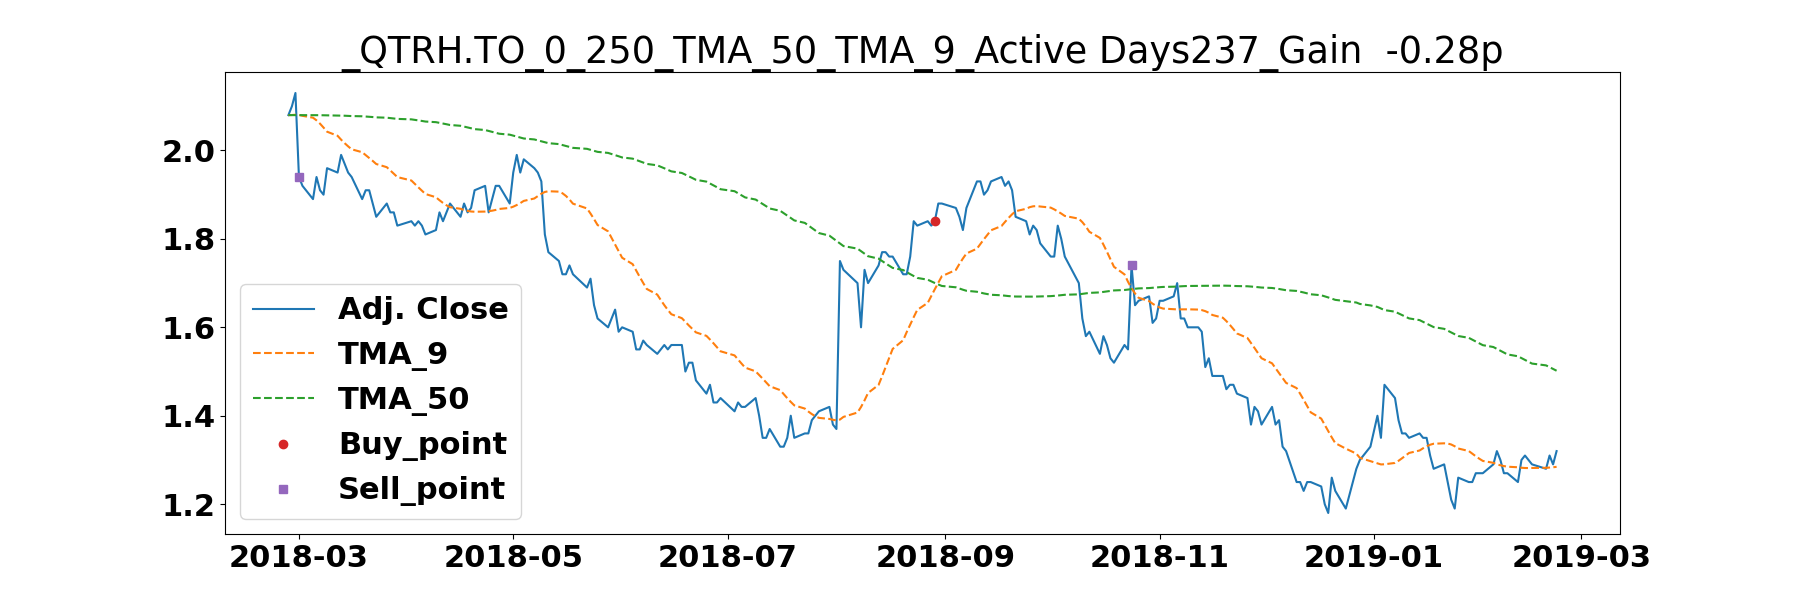 _QTRH.TO_0_250_TMA_50_TMA_9_Active Days237_Gain  -0.28p
2.0
1.8
1.6
1.4
1.2
Adj. Close
TMA_9
TMA_50
Buy_point
Sell_point
2018-03 2018-05 2018-07 2018-09 2018-11 2019-01 2019-03